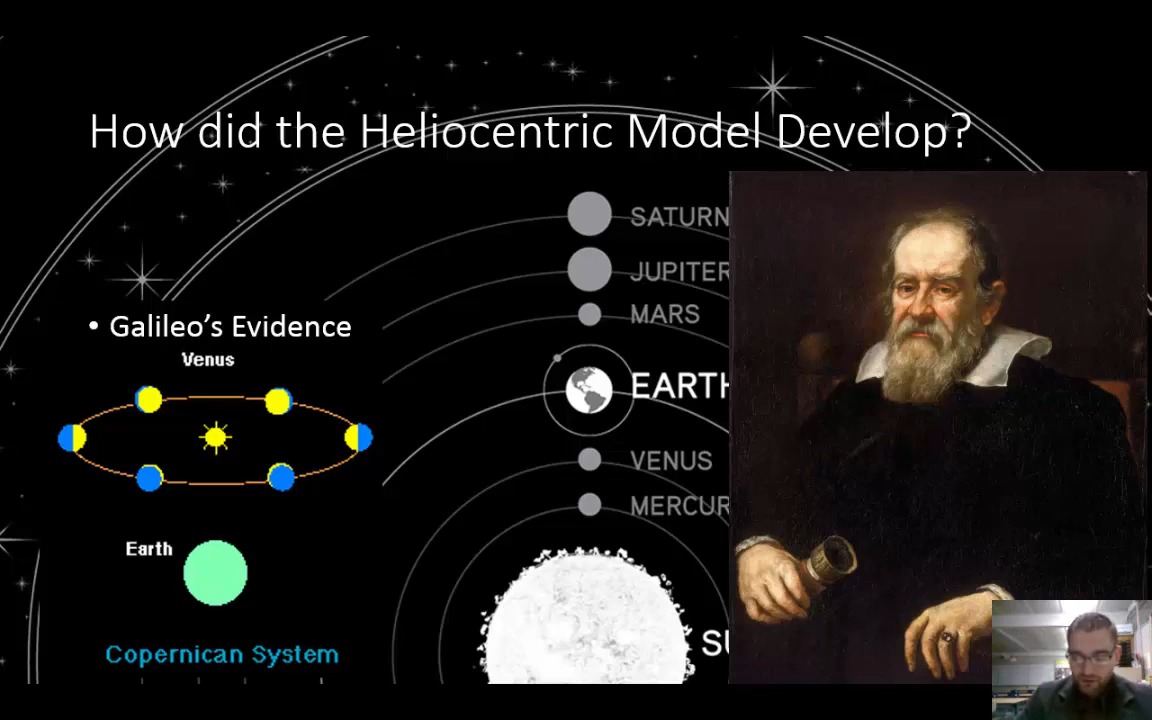 How did the Heliocentric Model Develop?
SATURN
JUPITER
MARS
• Galileo's Evidence
Venus
EARTH
VENUS
MERCUR
Earth
SU
Copernican System